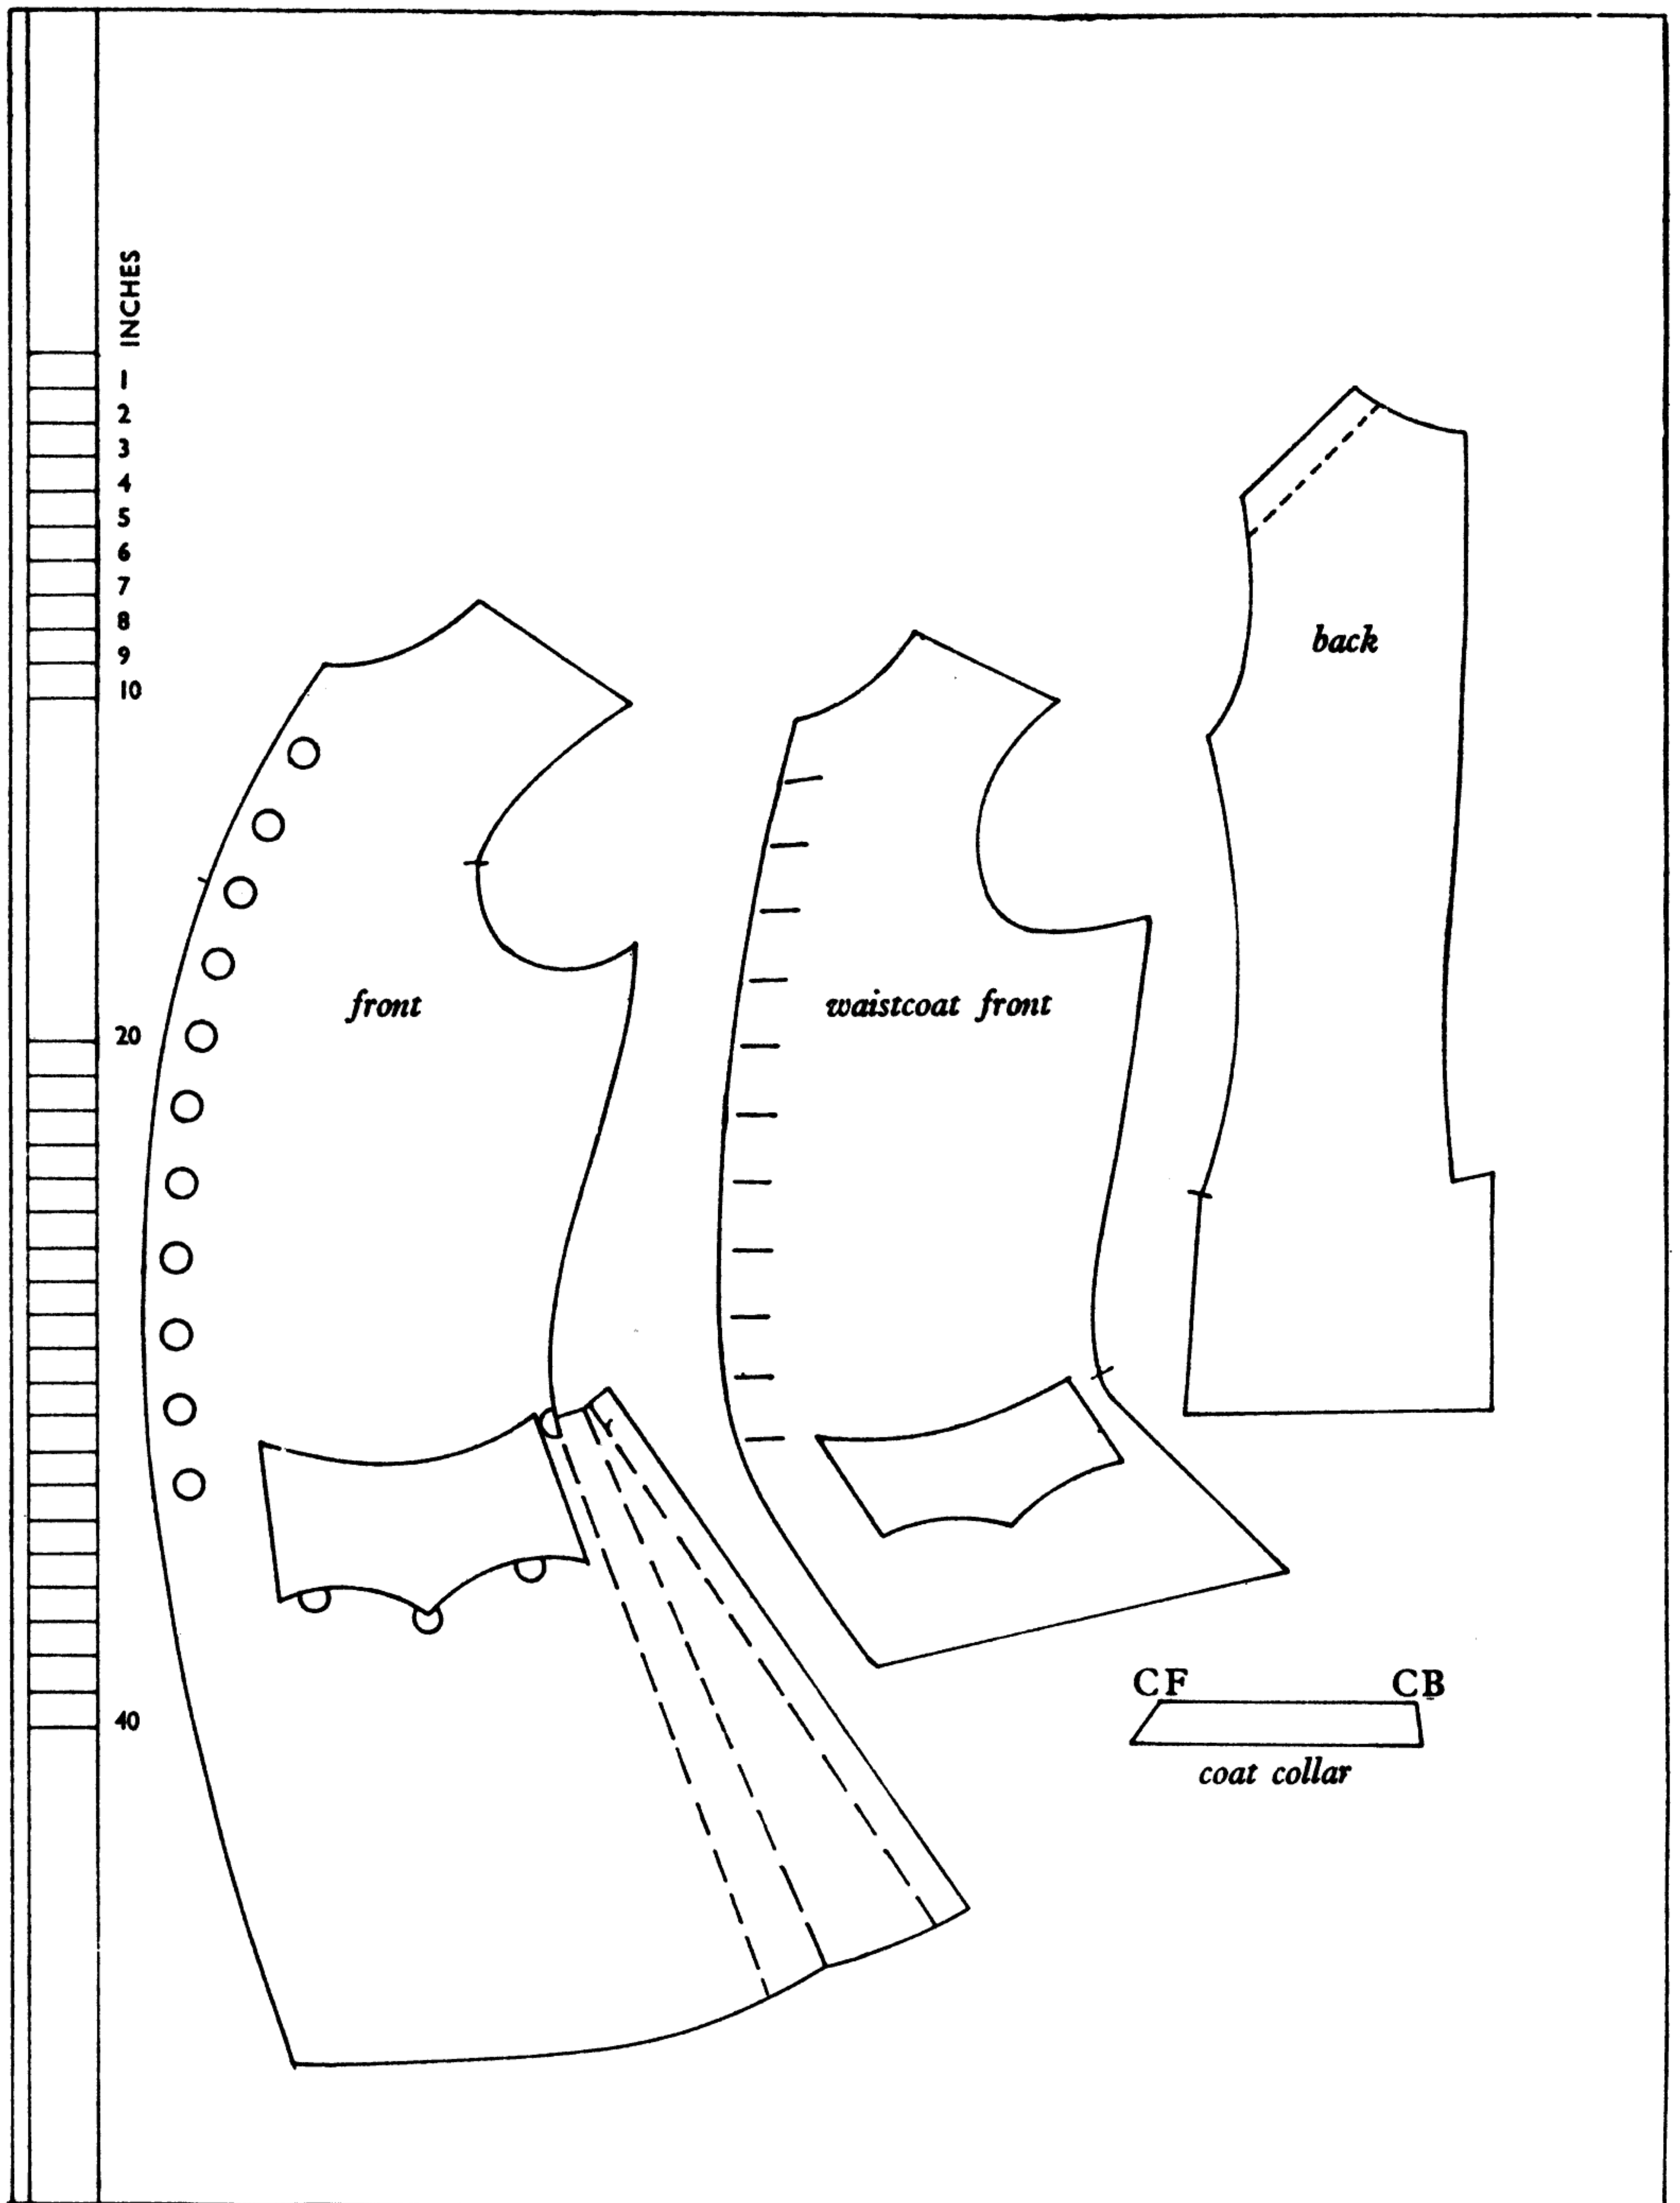 INCHES
1
2
3
4
5
6
7
8
9
10
20
40
front
waistcoat front
back
CF CB
coat collar